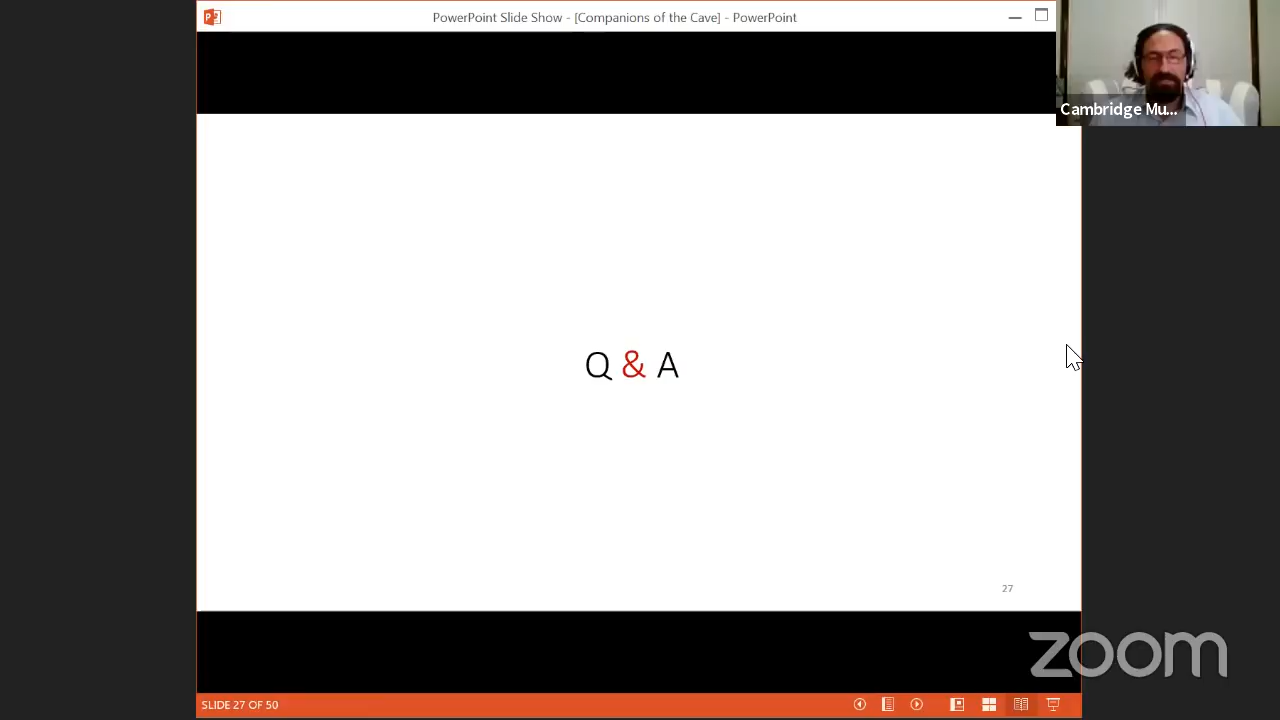 PowerPoint Slide Show - [Companions of the Cave] - PowerPoint
Cambridge Mu...
Q & A
27
zoom
SLIDE 27 OF 50